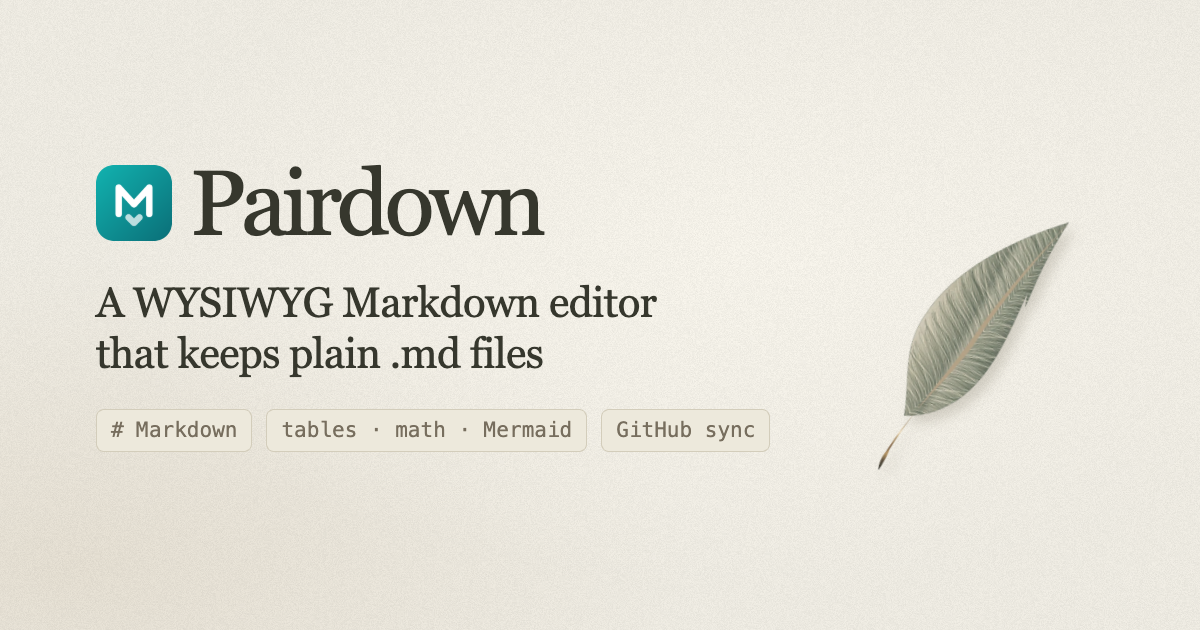 Pairdown
A WYSIWYG Markdown editor
that keeps plain .md files
# Markdown
tables · math · Mermaid
GitHub sync